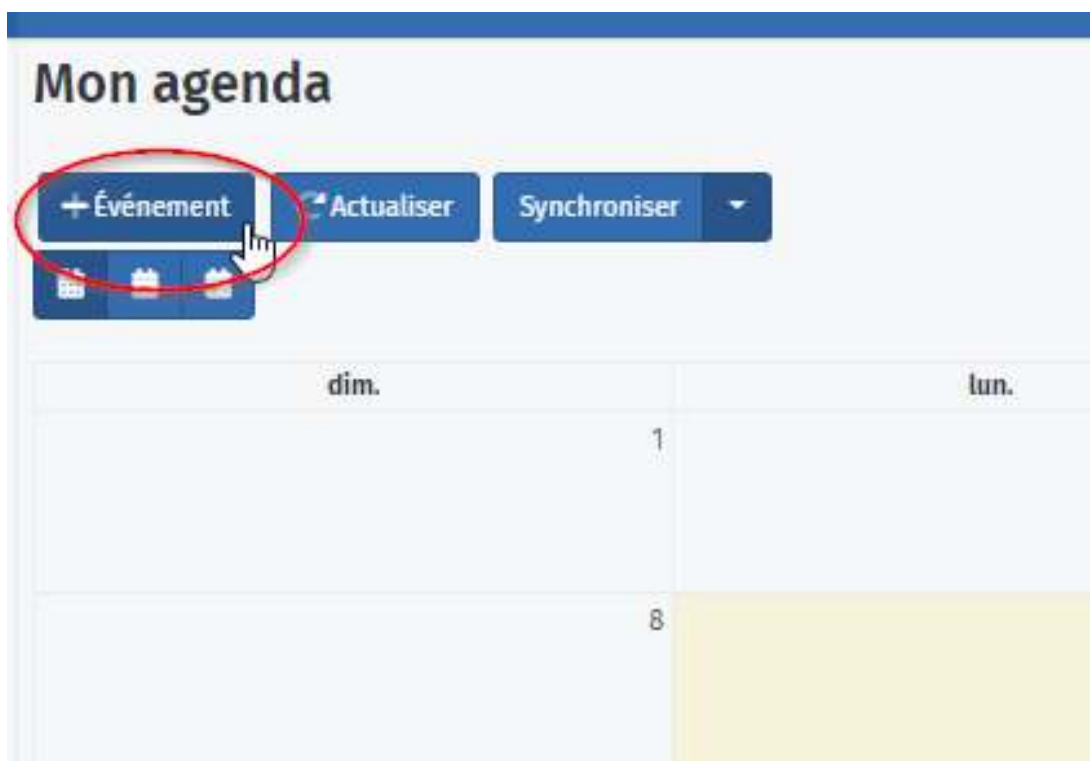 Mon agenda
+Événement Actualiser Synchroniser
dim. lun.
1
8